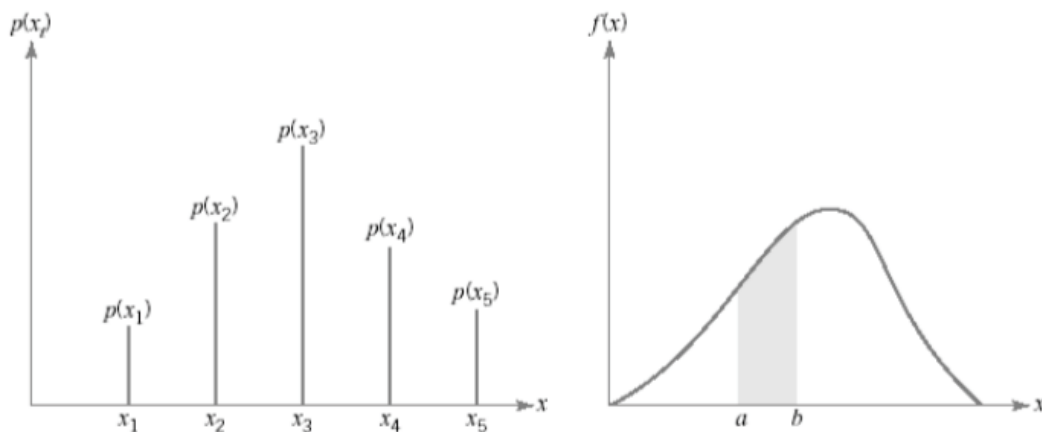 p(xᵢ)
f(x)
p(x₃)
p(x₂)
p(x₄)
p(x₅)
p(x₁)
x
x₁ x₂ x₃ x₄ x₅
a b
x